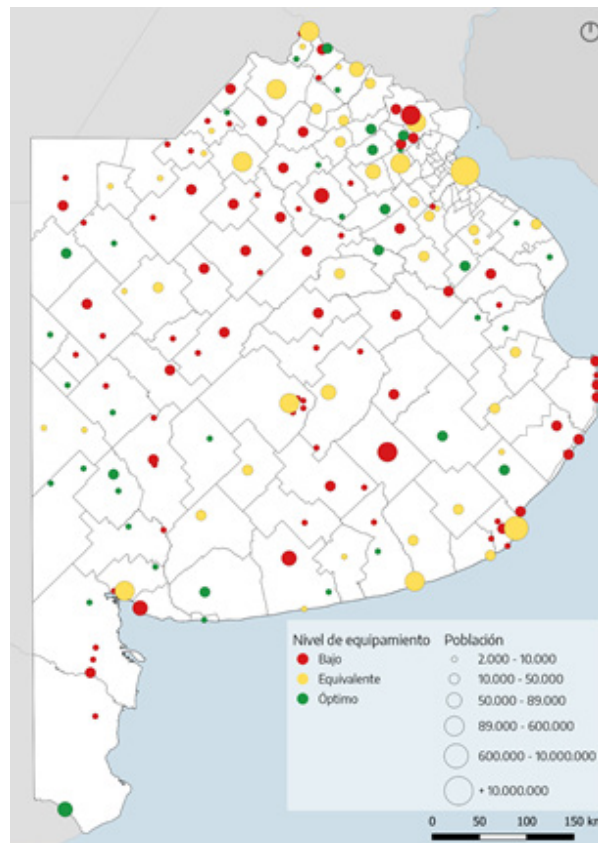 Nivel de equipamiento
Bajo
Equivalente
Óptimo
Población
2.000 - 10.000
10.000 - 50.000
50.000 - 89.000
89.000 - 600.000
600.000 - 10.000.000
+ 10.000.000
0 50 100 150 km